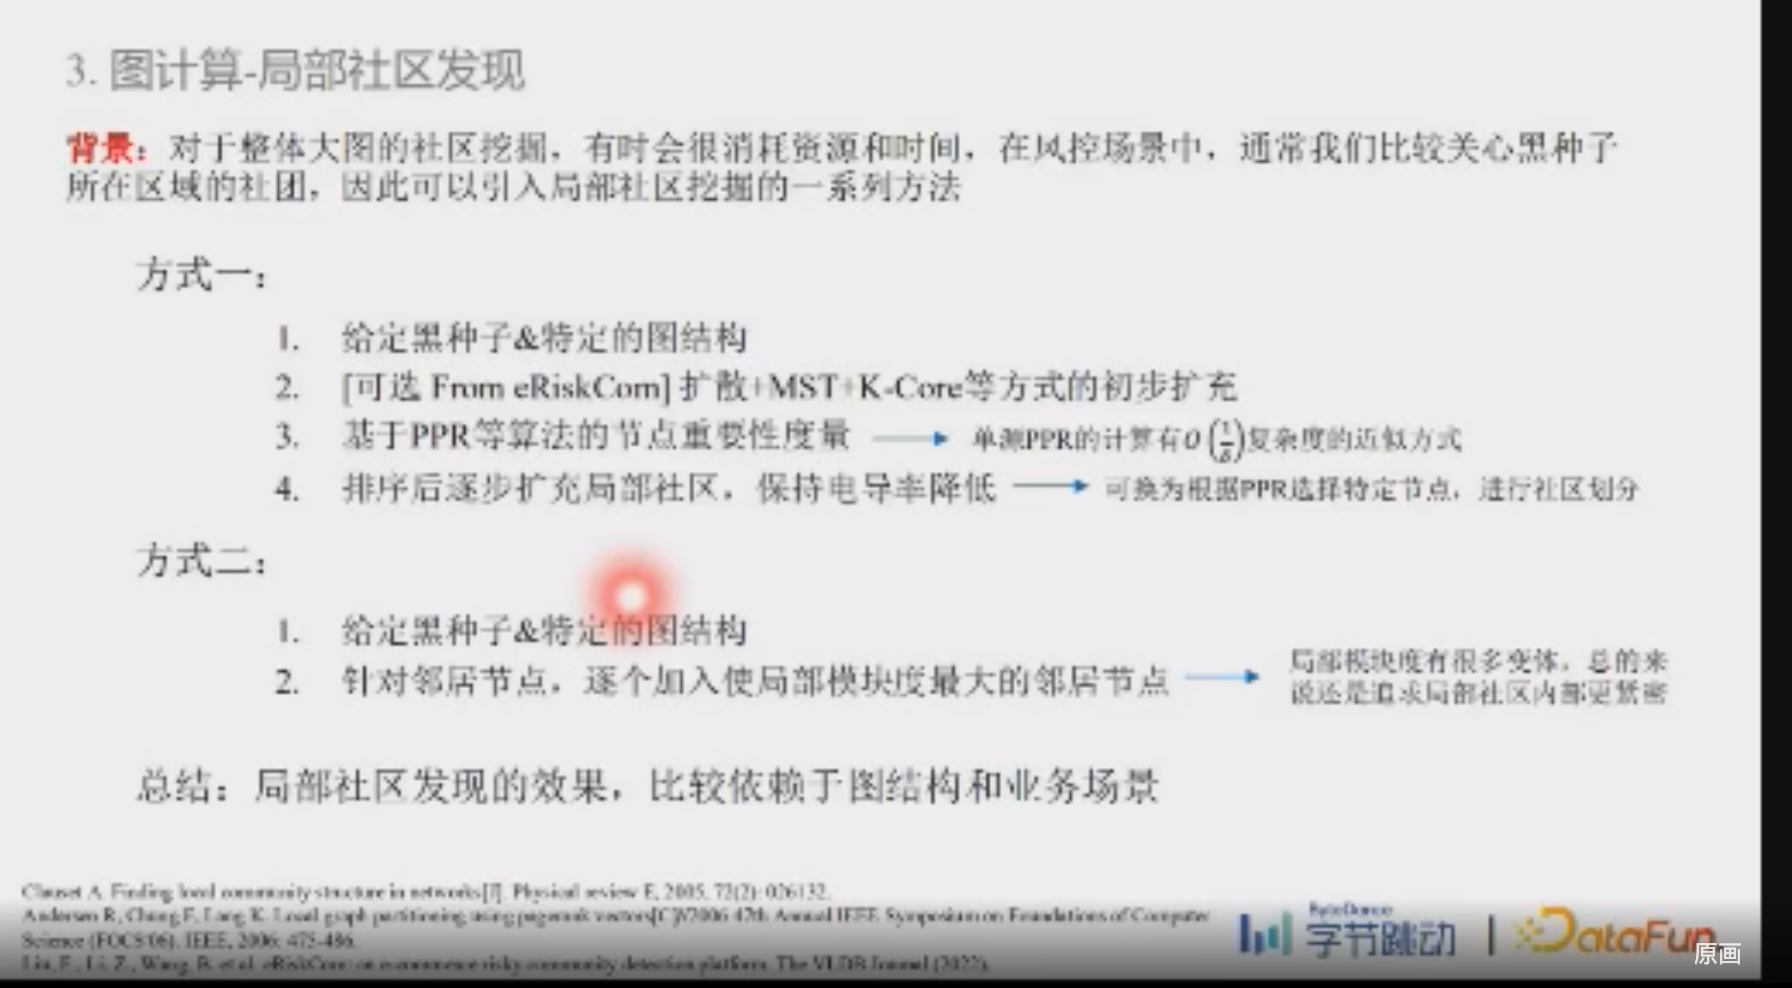 3. 图计算-局部社区发现
背景：对于整体大图的社区挖掘，有时会很消耗资源和时间，在风控场景中，通常我们比较关心黑种子
所在区域的社团，因此可以引入局部社区挖掘的一系列方法
方式一：
1. 给定黑种子&特定的图结构
2. [可选 From eRiskCom] 扩散+MST+K-Core等方式的初步扩充
3. 基于PPR等算法的节点重要性度量 → 单源PPR的计算有O(1/ε)复杂度的近似方式
4. 排序后逐步扩充局部社区，保持电导率降低 → 可换为根据PPR选择特定节点，进行社区划分
方式二：
1. 给定黑种子&特定的图结构
2. 针对邻居节点，逐个加入使局部模块度最大的邻居节点 →
局部模块度有很多变体，总的来
说还是追求局部社区内部更紧密
总结：局部社区发现的效果，比较依赖于图结构和业务场景
Clauset A. Finding local community structure in networks[J]. Physical review E, 2005, 72(2): 026132.
Andersen R, Chung F, Lang K. Local graph partitioning using pagerank vectors[C]//2006 47th Annual IEEE Symposium on Foundations of Computer
Science (FOCS'06). IEEE, 2006: 475-486.
Liu, F., Li, Z., Wang, B. et al. eRiskCom: an e-commerce risky community detection platform. The VLDB Journal (2022).
ByteDance
字节跳动 | DataFun
原画